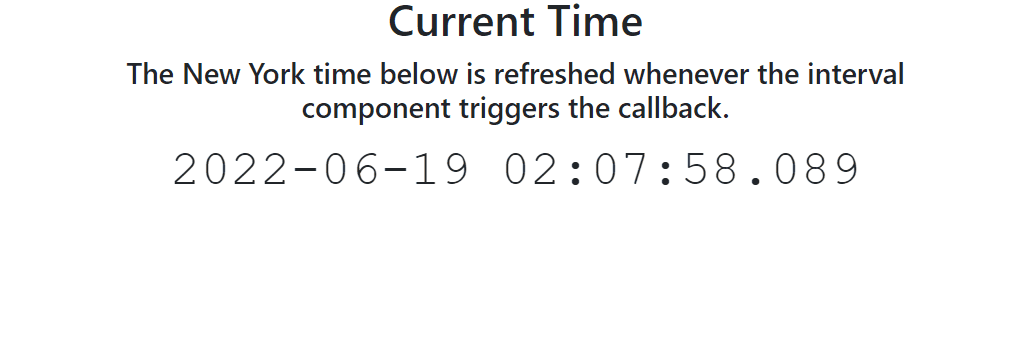 Current Time
The New York time below is refreshed whenever the interval
component triggers the callback.
2022-06-19 02:07:58.089